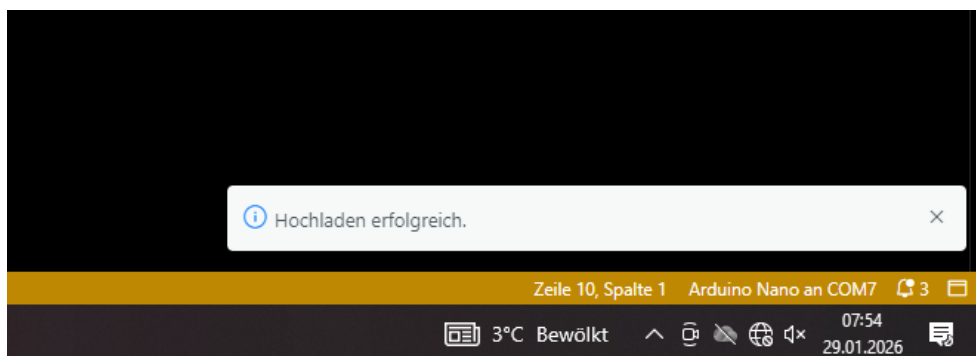 Hochladen erfolgreich.
Zeile 10, Spalte 1 Arduino Nano an COM7 3
3°C Bewölkt 07:54
29.01.2026